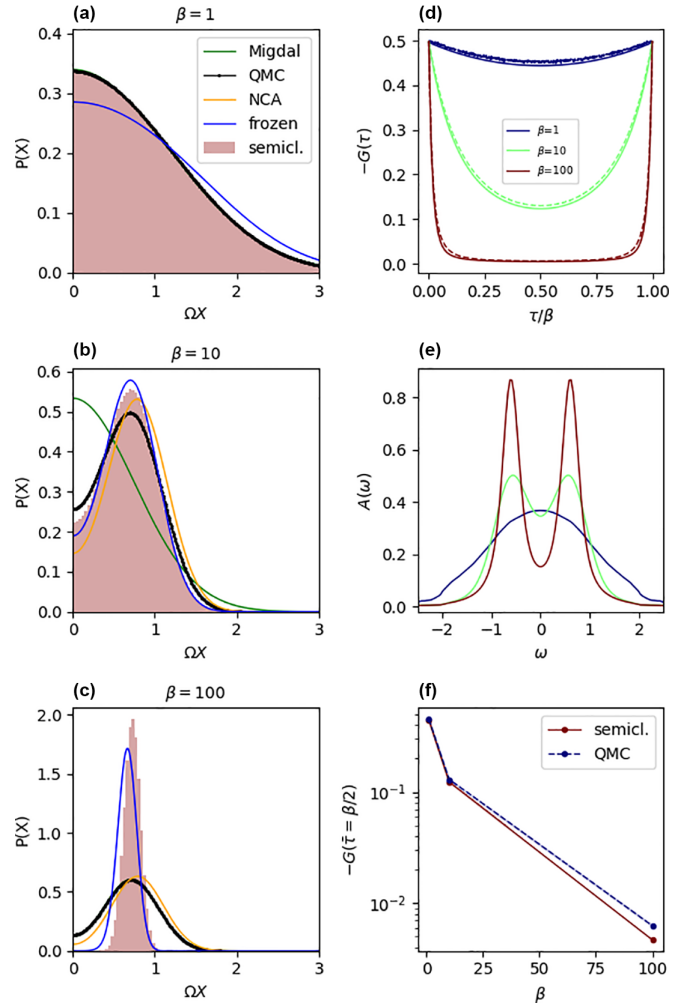 (a)
β = 1
0.4
0.3
0.2
0.1
0.0
P(X)
0
1
2
3
ΩX
Migdal
QMC
NCA
frozen
semicl.
(d)
0.5
0.4
0.3
0.2
0.1
0.0
−G(τ)
0.00
0.25
0.50
0.75
1.00
τ/β
β=1
β=10
β=100
(b)
β = 10
0.6
0.5
0.4
0.3
0.2
0.1
0.0
P(X)
0
1
2
3
ΩX
(e)
0.8
0.6
0.4
0.2
0.0
A(ω)
−2
−1
0
1
2
ω
(c)
β = 100
2.0
1.5
1.0
0.5
0.0
P(X)
0
1
2
3
ΩX
(f)
10⁻¹
10⁻²
−G(τ̄ = β/2)
0
25
50
75
100
β
semicl.
QMC